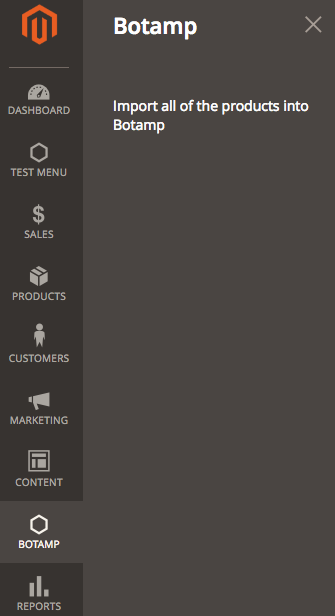 Botamp
DASHBOARD
Import all of the products into
Botamp
TEST MENU
$
SALES
PRODUCTS
CUSTOMERS
MARKETING
CONTENT
BOTAMP
REPORTS